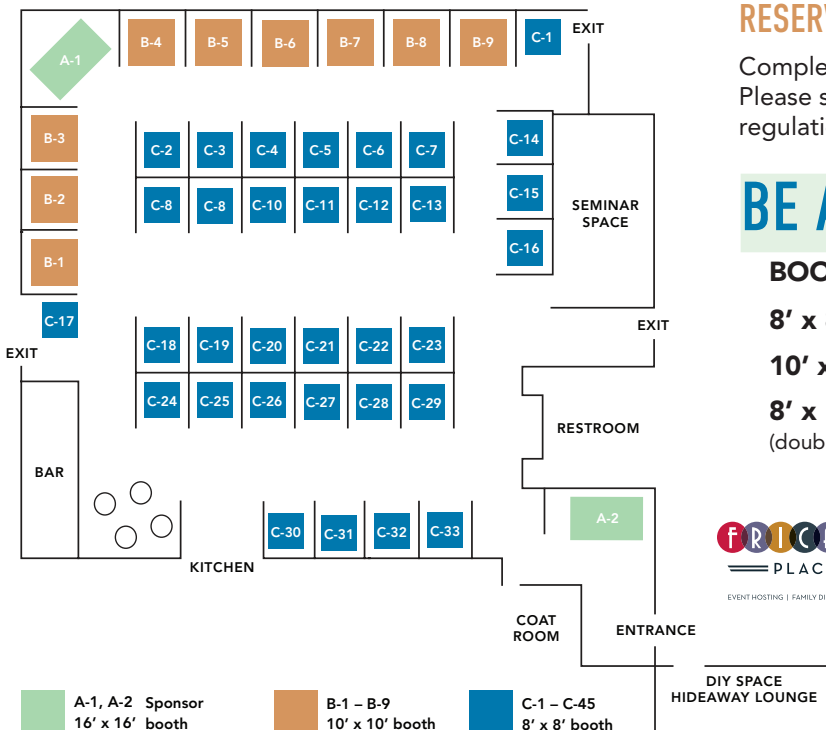 B-4 B-5 B-6 B-7 B-8 B-9 C-1 EXIT
A-1
B-3
B-2
B-1
C-2 C-3 C-4 C-5 C-6 C-7
C-8 C-8 C-10 C-11 C-12 C-13
C-14
C-15
C-16
SEMINAR
SPACE
C-17
EXIT
EXIT
C-18 C-19 C-20 C-21 C-22 C-23
C-24 C-25 C-26 C-27 C-28 C-29
RESTROOM
BAR
A-2
C-30 C-31 C-32 C-33
KITCHEN
COAT
ROOM
ENTRANCE
DIY SPACE
HIDEAWAY LOUNGE
A-1, A-2 Sponsor
16' x 16' booth
B-1 – B-9
10' x 10' booth
C-1 – C-45
8' x 8' booth
RESERV
Comple
Please s
regulati
BE A
BOO
8' x
10' x
8' x
(doub
FRICA
PLAC
EVENT HOSTING | FAMILY DI